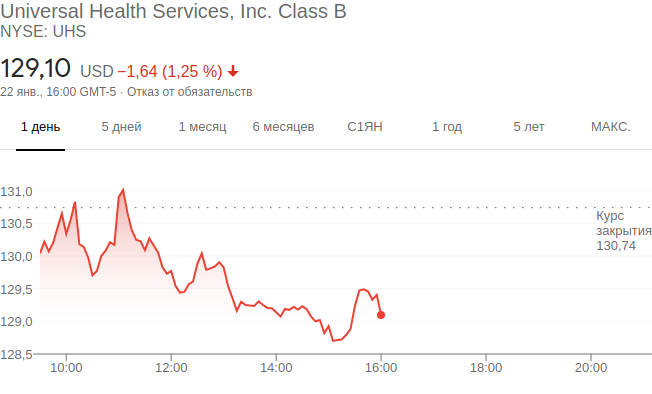 Universal Health Services, Inc. Class B
NYSE: UHS
129,10 USD −1,64 (1,25 %)
22 янв., 16:00 GMT-5 · Отказ от обязательств
1 день 5 дней 1 месяц 6 месяцев С1ЯН 1 год 5 лет МАКС.
131,0
130,5
130,0
129,5
129,0
128,5
Курс
закрытия
130,74
10:00 12:00 14:00 16:00 18:00 20:00